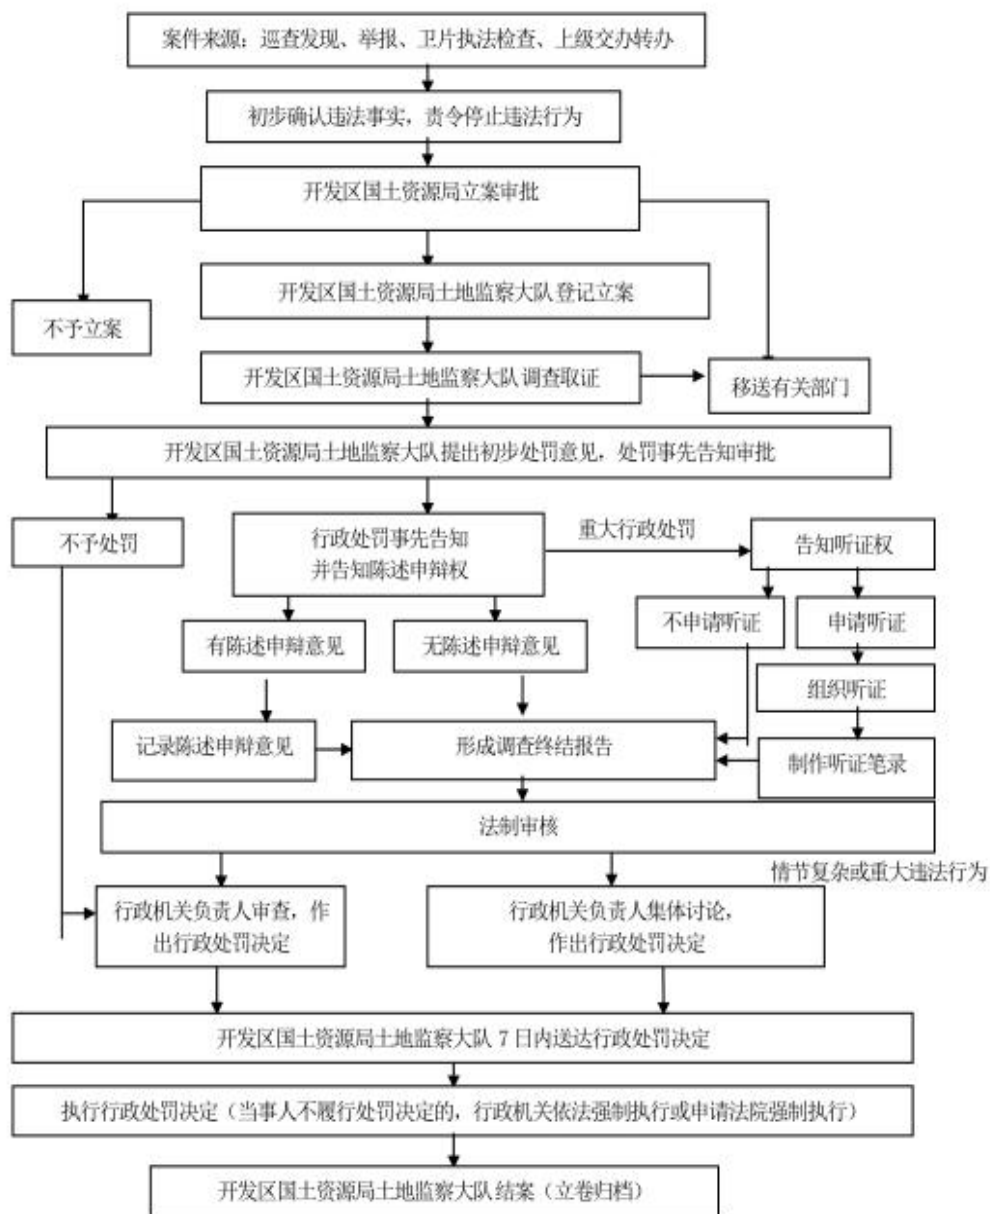 案件来源：巡查发现、举报、卫片执法检查、上级交办转办
初步确认违法事实，责令停止违法行为
开发区国土资源局立案审批
开发区国土资源局土地监察大队登记立案
不予立案
开发区国土资源局土地监察大队调查取证
移送有关部门
开发区国土资源局土地监察大队提出初步处罚意见，处罚事先告知审批
不予处罚
行政处罚事先告知
并告知陈述申辩权
重大行政处罚
告知听证权
有陈述申辩意见
无陈述申辩意见
不申请听证
申请听证
组织听证
记录陈述申辩意见
形成调查终结报告
制作听证笔录
法制审核
情节复杂或重大违法行为
行政机关负责人审查，作
出行政处罚决定
行政机关负责人集体讨论，
作出行政处罚决定
开发区国土资源局土地监察大队 7 日内送达行政处罚决定
执行行政处罚决定（当事人不履行处罚决定的，行政机关依法强制执行或申请法院强制执行）
开发区国土资源局土地监察大队结案（立卷归档）